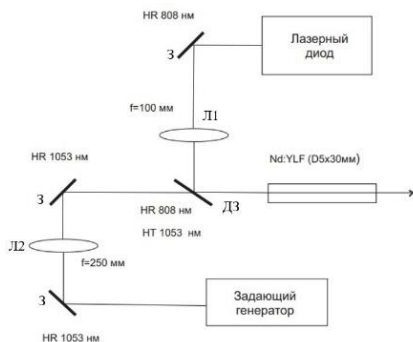 HR 808 нм
Лазерный
диод
З
f=100 мм
Л1
HR 1053 нм
Nd:YLF (D5x30мм)
З
HR 808 нм
ДЗ
HT 1053 нм
Л2
f=250 мм
З
Задающий
генератор
HR 1053 нм